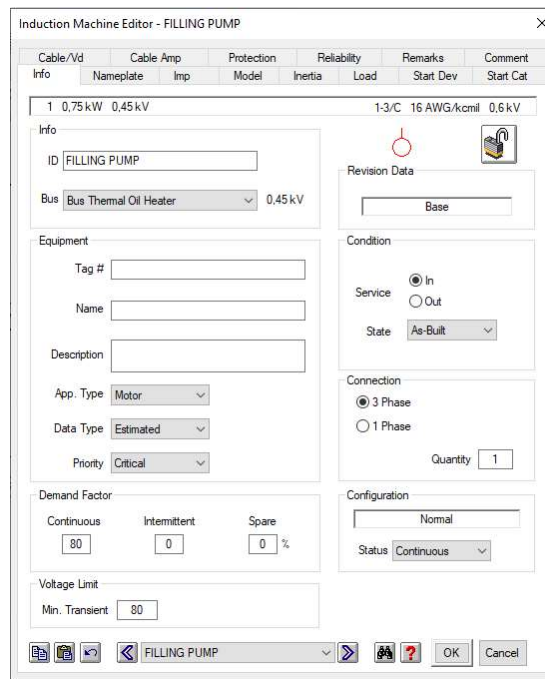 Induction Machine Editor - FILLING PUMP
Cable/Vd Cable Amp Protection Reliability Remarks Comment
Info Nameplate Imp Model Inertia Load Start Dev Start Cat
1 0,75 kW 0,45 kV 1-3/C 16 AWG/kcmil 0,6 kV
Info
ID FILLING PUMP
Bus Bus Thermal Oil Heater 0,45 kV
Revision Data
Base
Equipment
Tag #
Name
Description
App. Type Motor
Data Type Estimated
Priority Critical
Condition
Service In
Out
State As-Built
Connection
3 Phase
1 Phase
Quantity 1
Demand Factor
Continuous Intermittent Spare
80 0 0 %
Configuration
Normal
Status Continuous
Voltage Limit
Min. Transient 80
FILLING PUMP ? OK Cancel